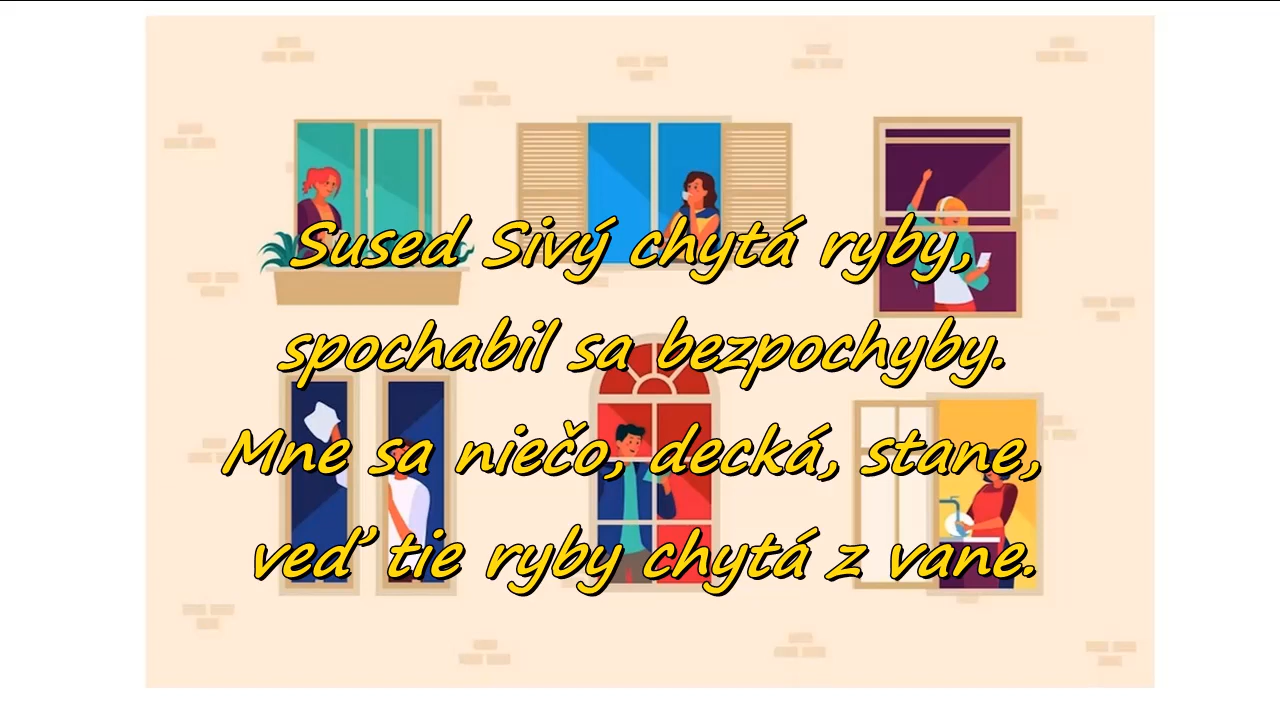 Sused Sivý chytá ryby,
spochabil sa bezpochyby.
Mne sa niečo, decká, stane,
veď tie ryby chytá z vane.